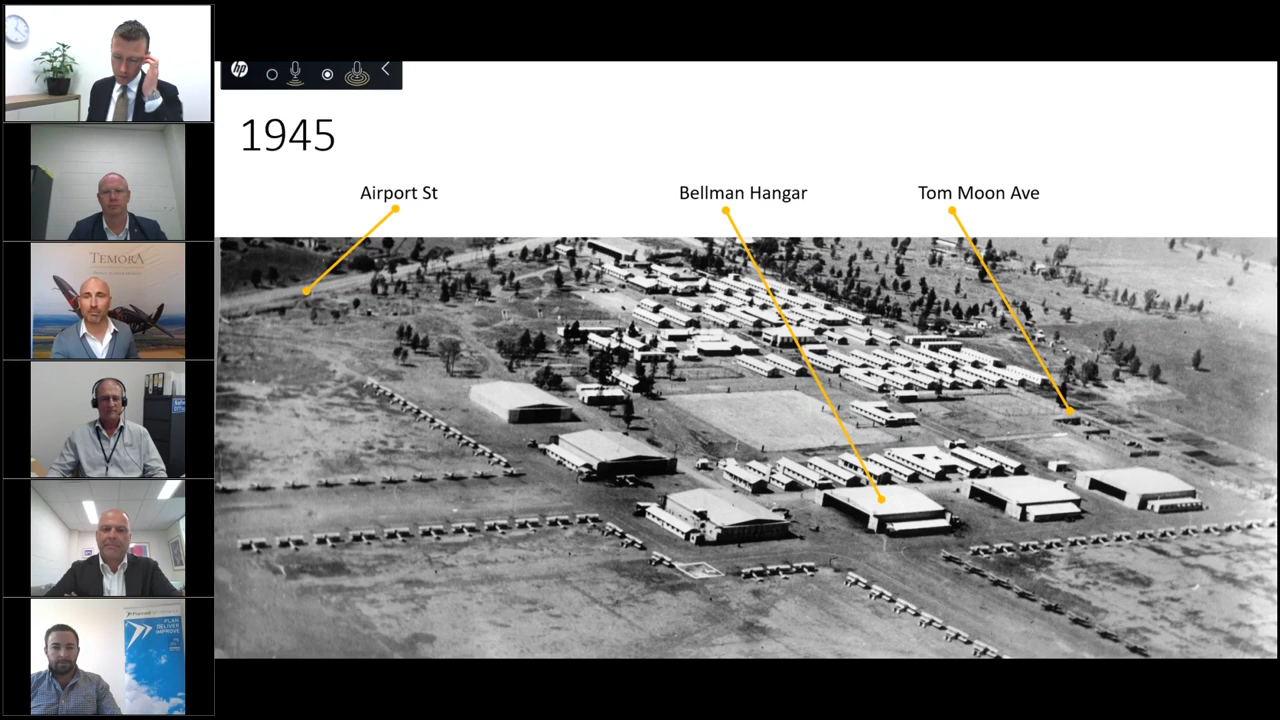 hp
1945
Airport St
Bellman Hangar
Tom Moon Ave
TEMORA
PLAN
DELIVER
IMPROVE